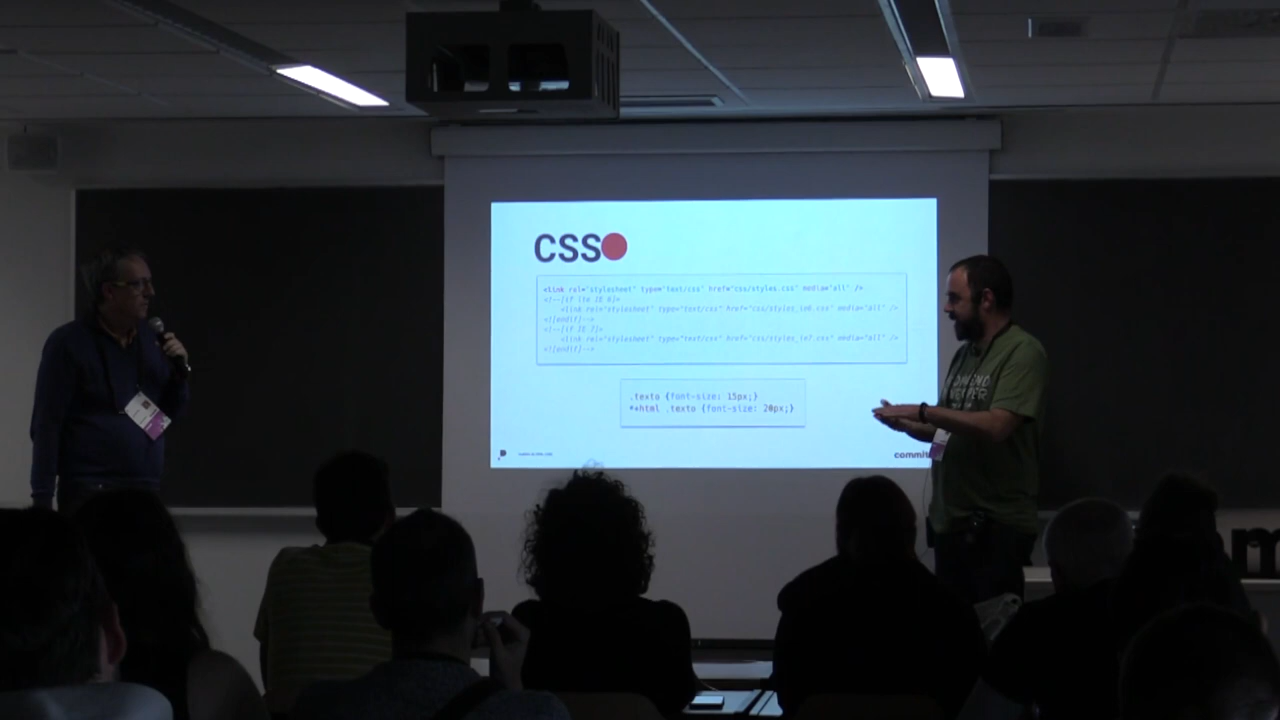 CSS
<link rel="stylesheet" type="text/css" href="css/styles.css" media="all" />
<!--[if lte IE 6]>
<link rel="stylesheet" type="text/css" href="css/styles_ie6.css" media="all" />
<![endif]-->
<!--[if IE 7]>
<link rel="stylesheet" type="text/css" href="css/styles_ie7.css" media="all" />
<![endif]-->
.texto {font-size: 15px;}
*+html .texto {font-size: 20px;}
commit